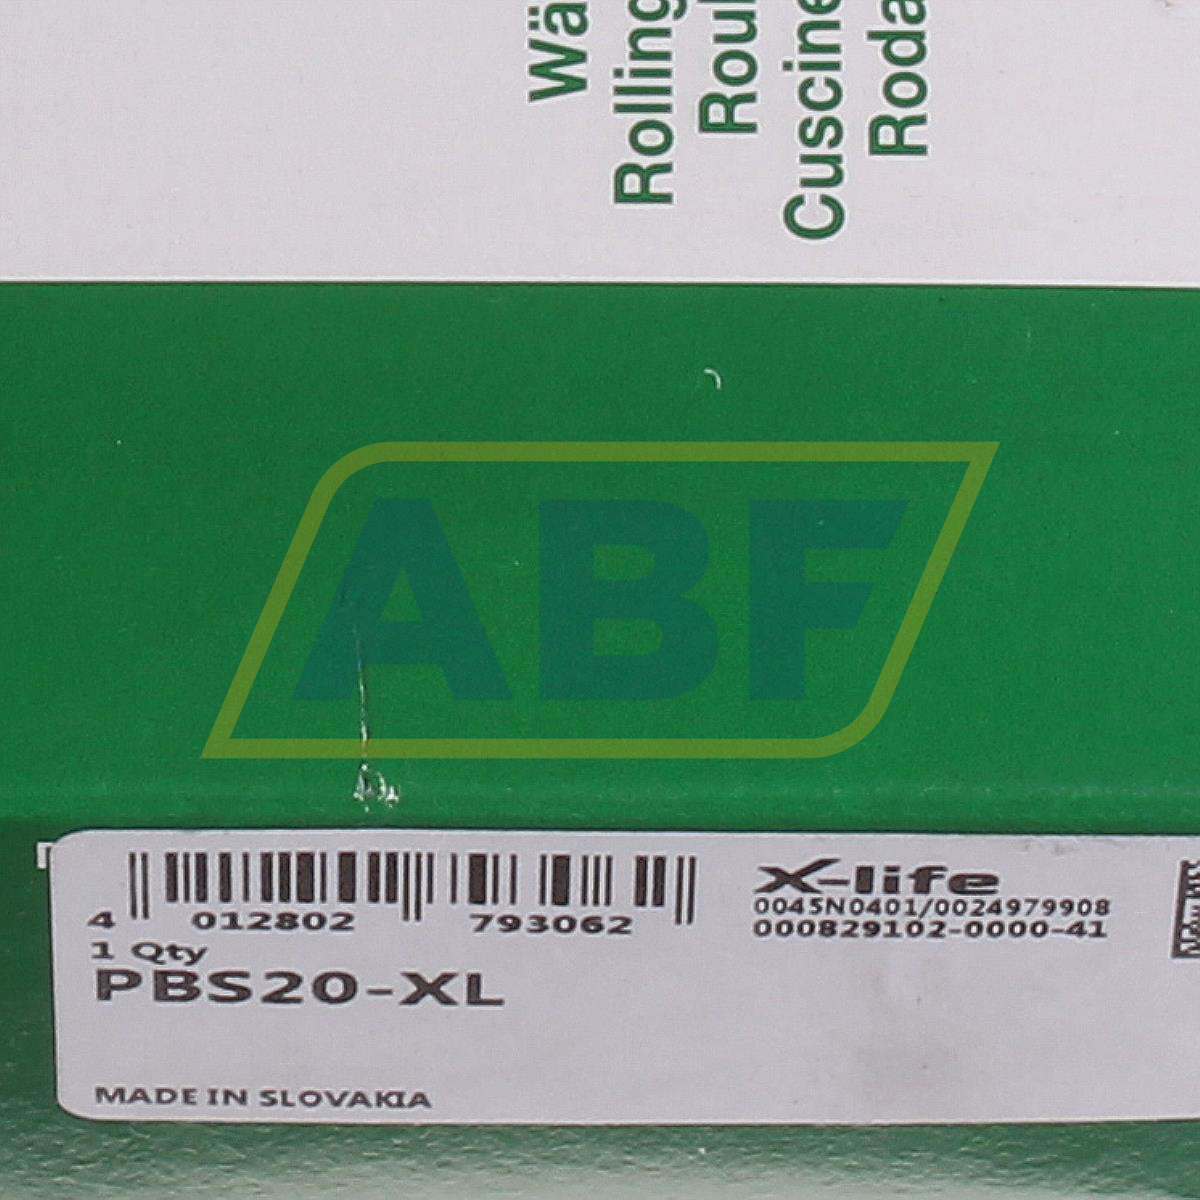 Wä
Rolling
Roul
Cuscine
Roda
ABF
4 012802 793062
1 Qty
PBS20-XL
MADE IN SLOVAKIA
X-life
0045N0401/0024979908
000829102-0000-41